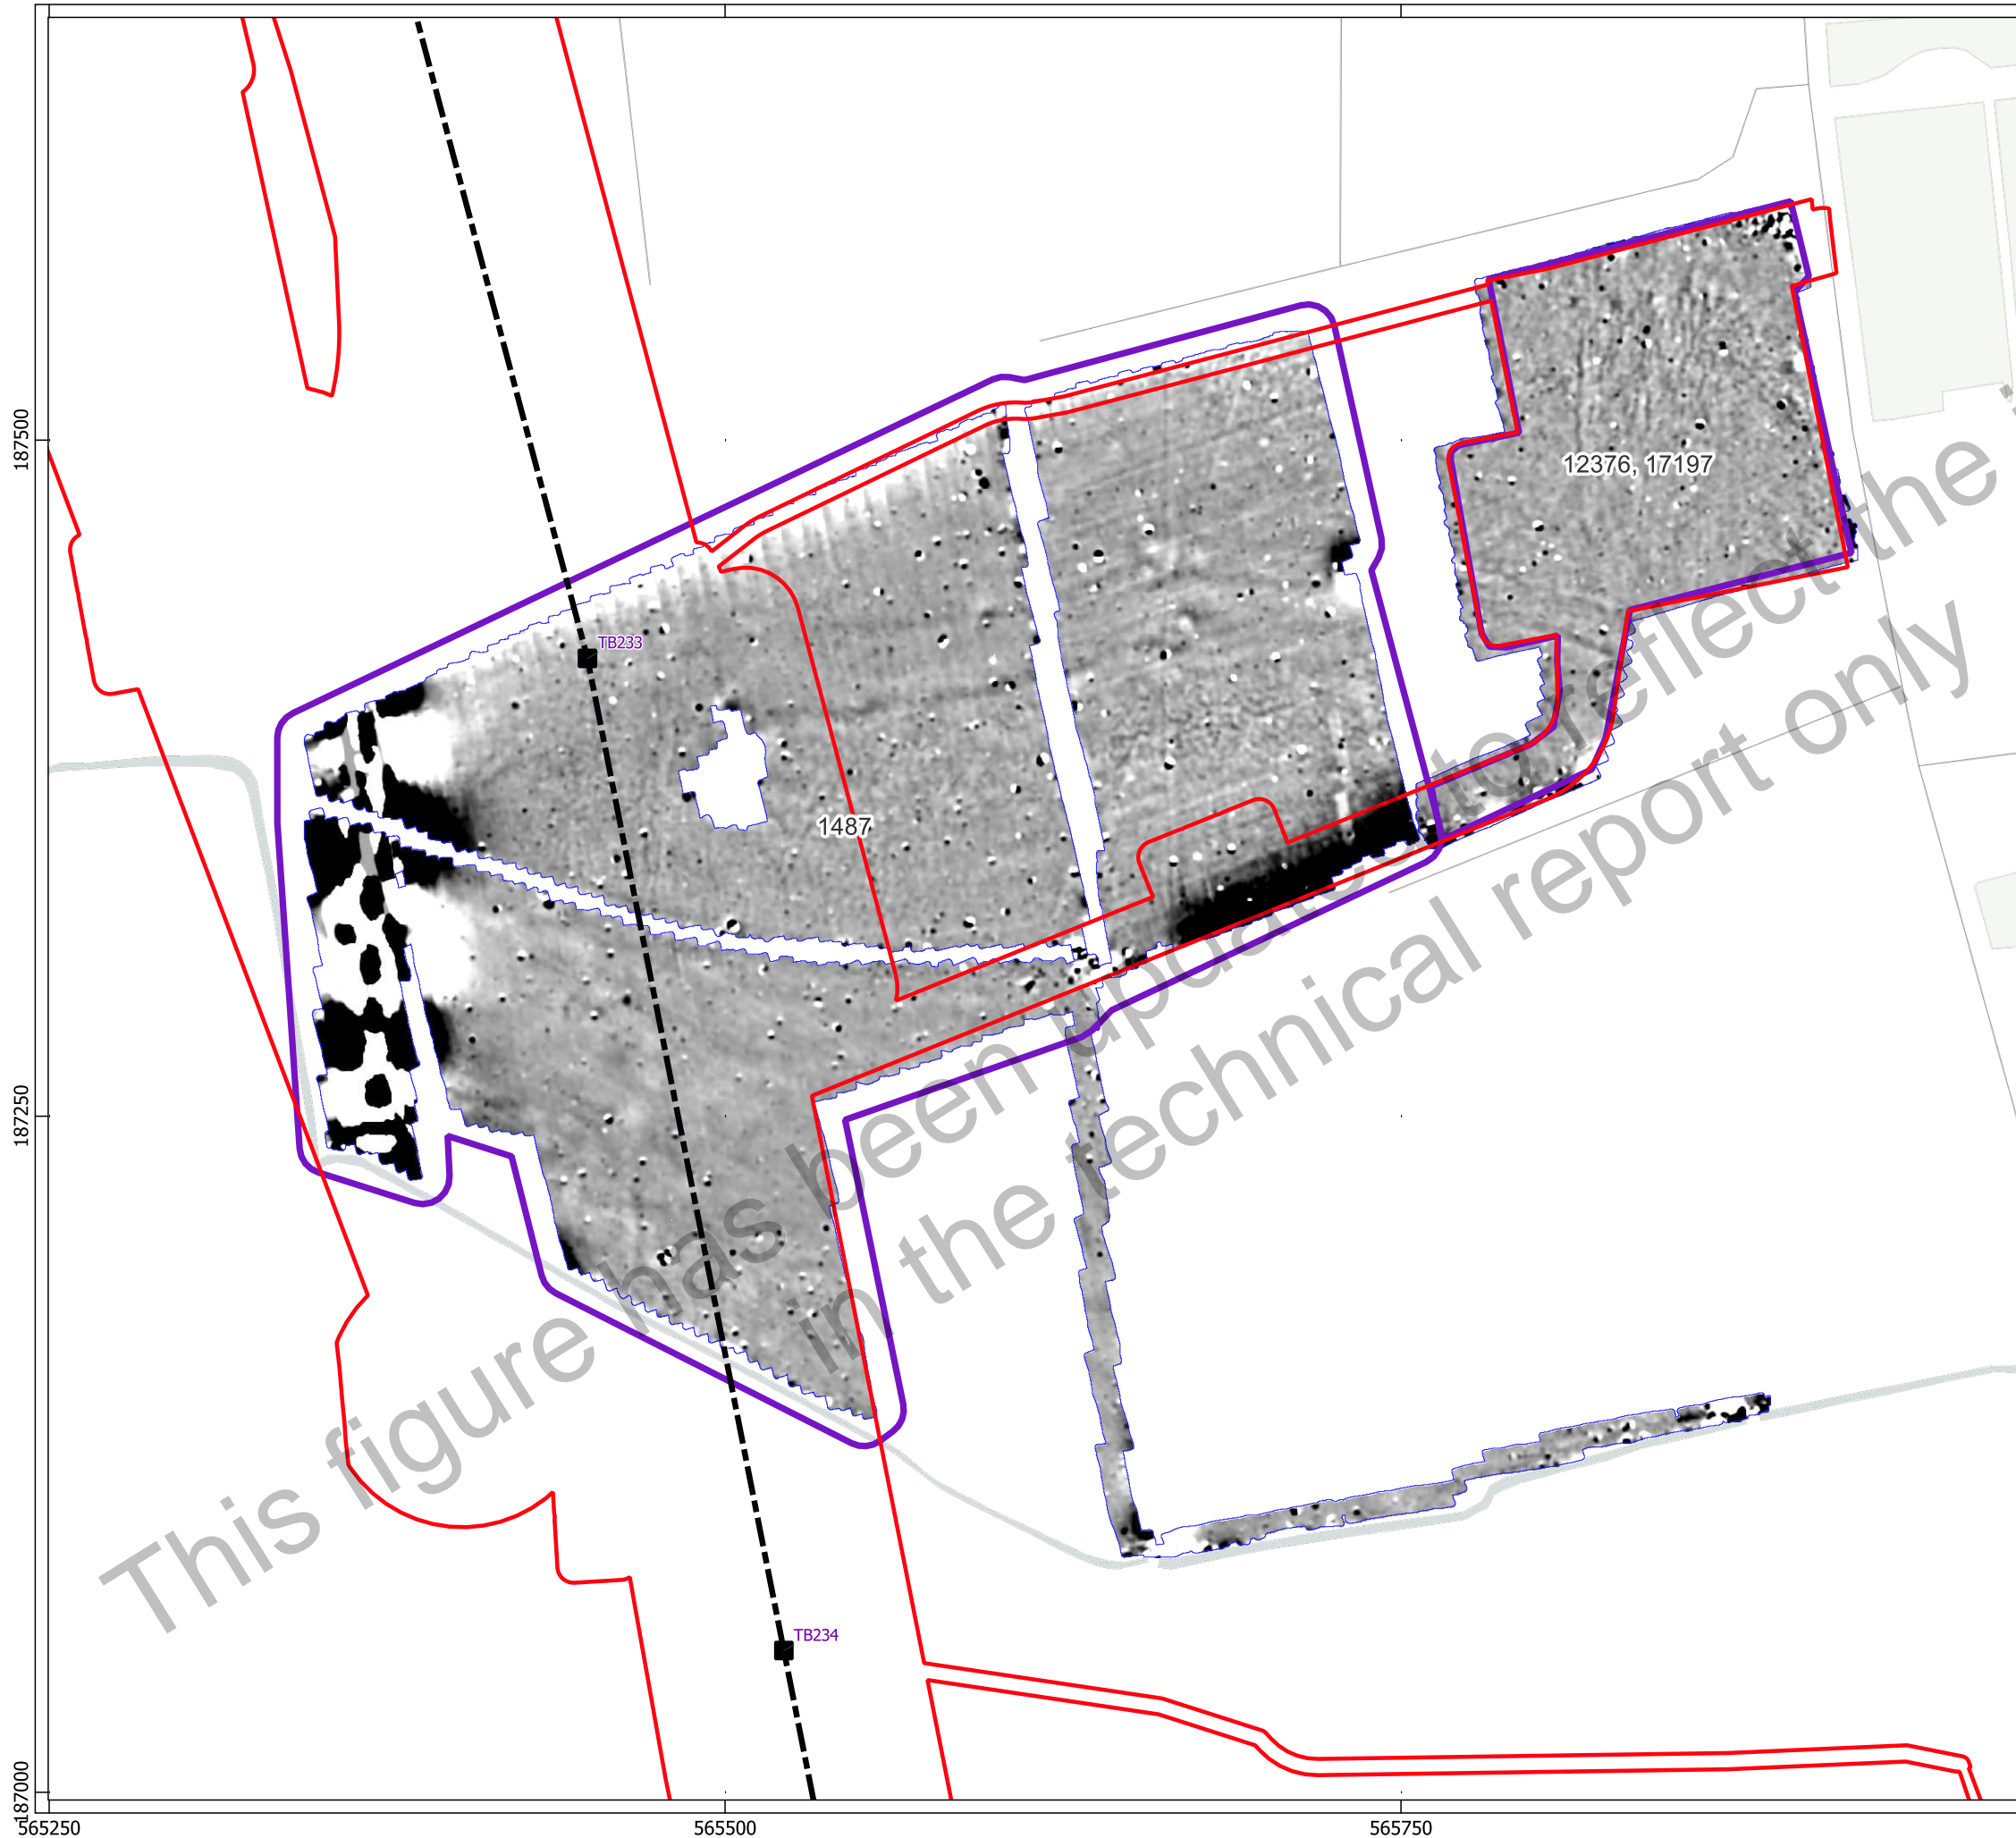 12376, 17197
TB233
1487
TB234
This figure has been updated to reflect the
in the technical report only
187500
187250
187000
565250
565500
565750